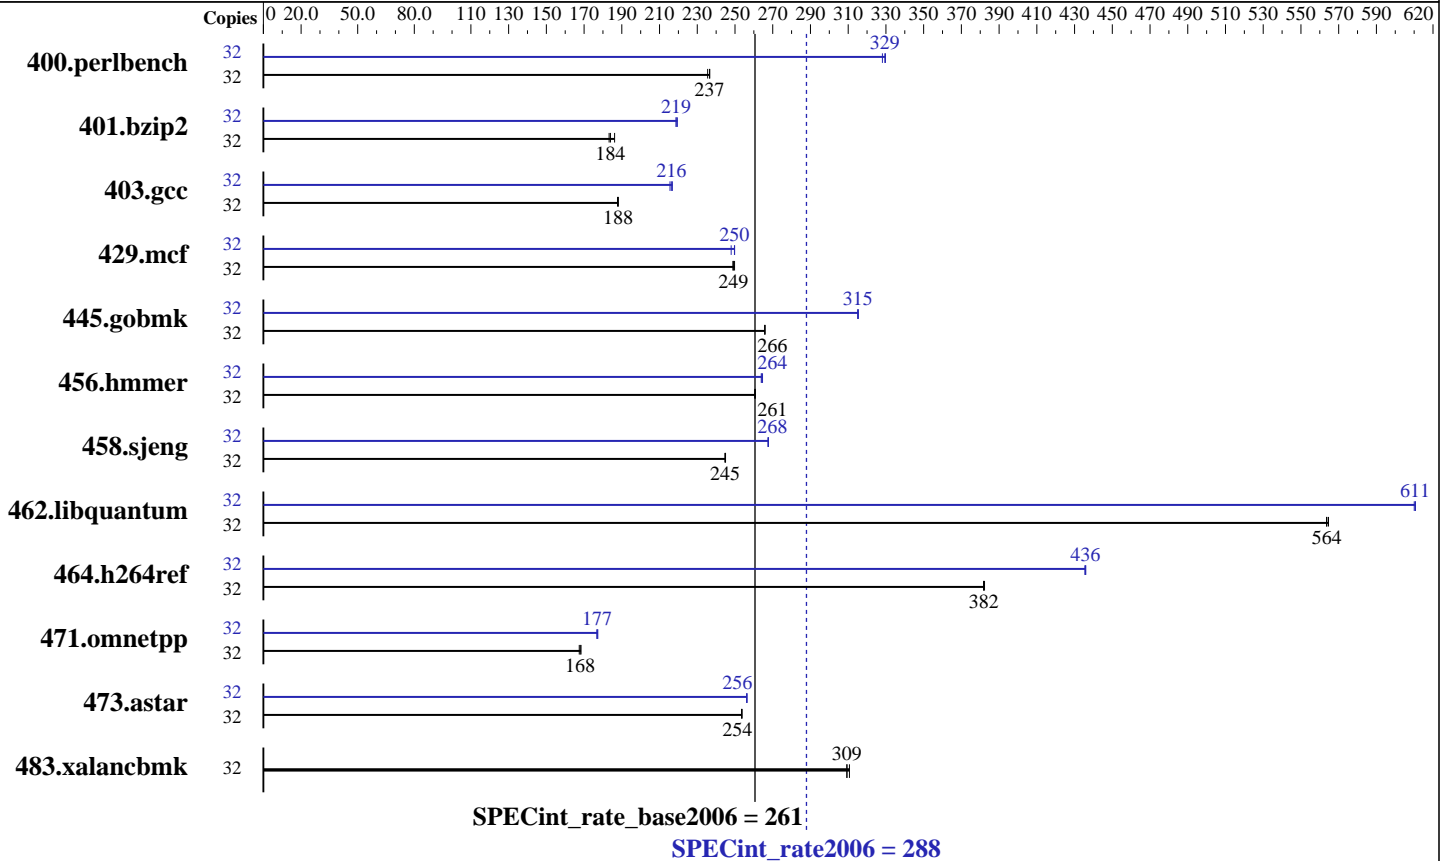 Copies 0 20.0 50.0 80.0 110 130 150 170 190 210 230 250 270 290 310 330 350 370 390 410 430 450 470 490 510 530 550 570 590 620
400.perlbench 32 329
32 237
401.bzip2 32 219
32 184
403.gcc 32 216
32 188
429.mcf 32 250
32 249
445.gobmk 32 315
32 266
456.hmmer 32 264
32 261
458.sjeng 32 268
32 245
462.libquantum 32 611
32 564
464.h264ref 32 436
32 382
471.omnetpp 32 177
32 168
473.astar 32 256
32 254
483.xalancbmk 32 309
SPECint_rate_base2006 = 261
SPECint_rate2006 = 288